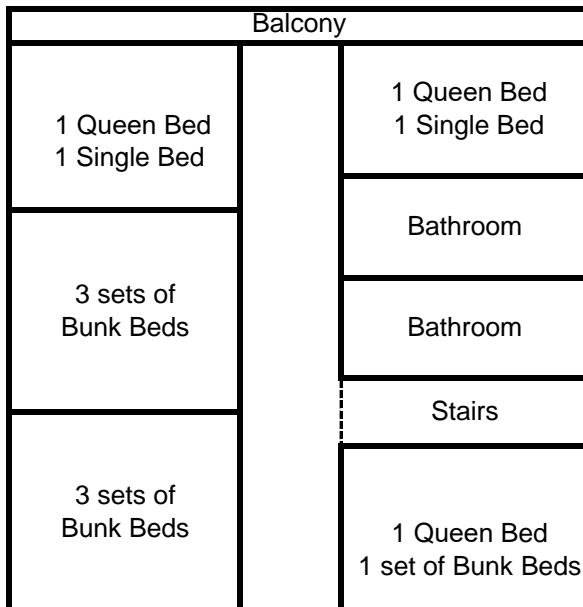 Balcony
1 Queen Bed
1 Single Bed
1 Queen Bed
1 Single Bed
Bathroom
3 sets of
Bunk Beds
Bathroom
Stairs
3 sets of
Bunk Beds
1 Queen Bed
1 set of Bunk Beds